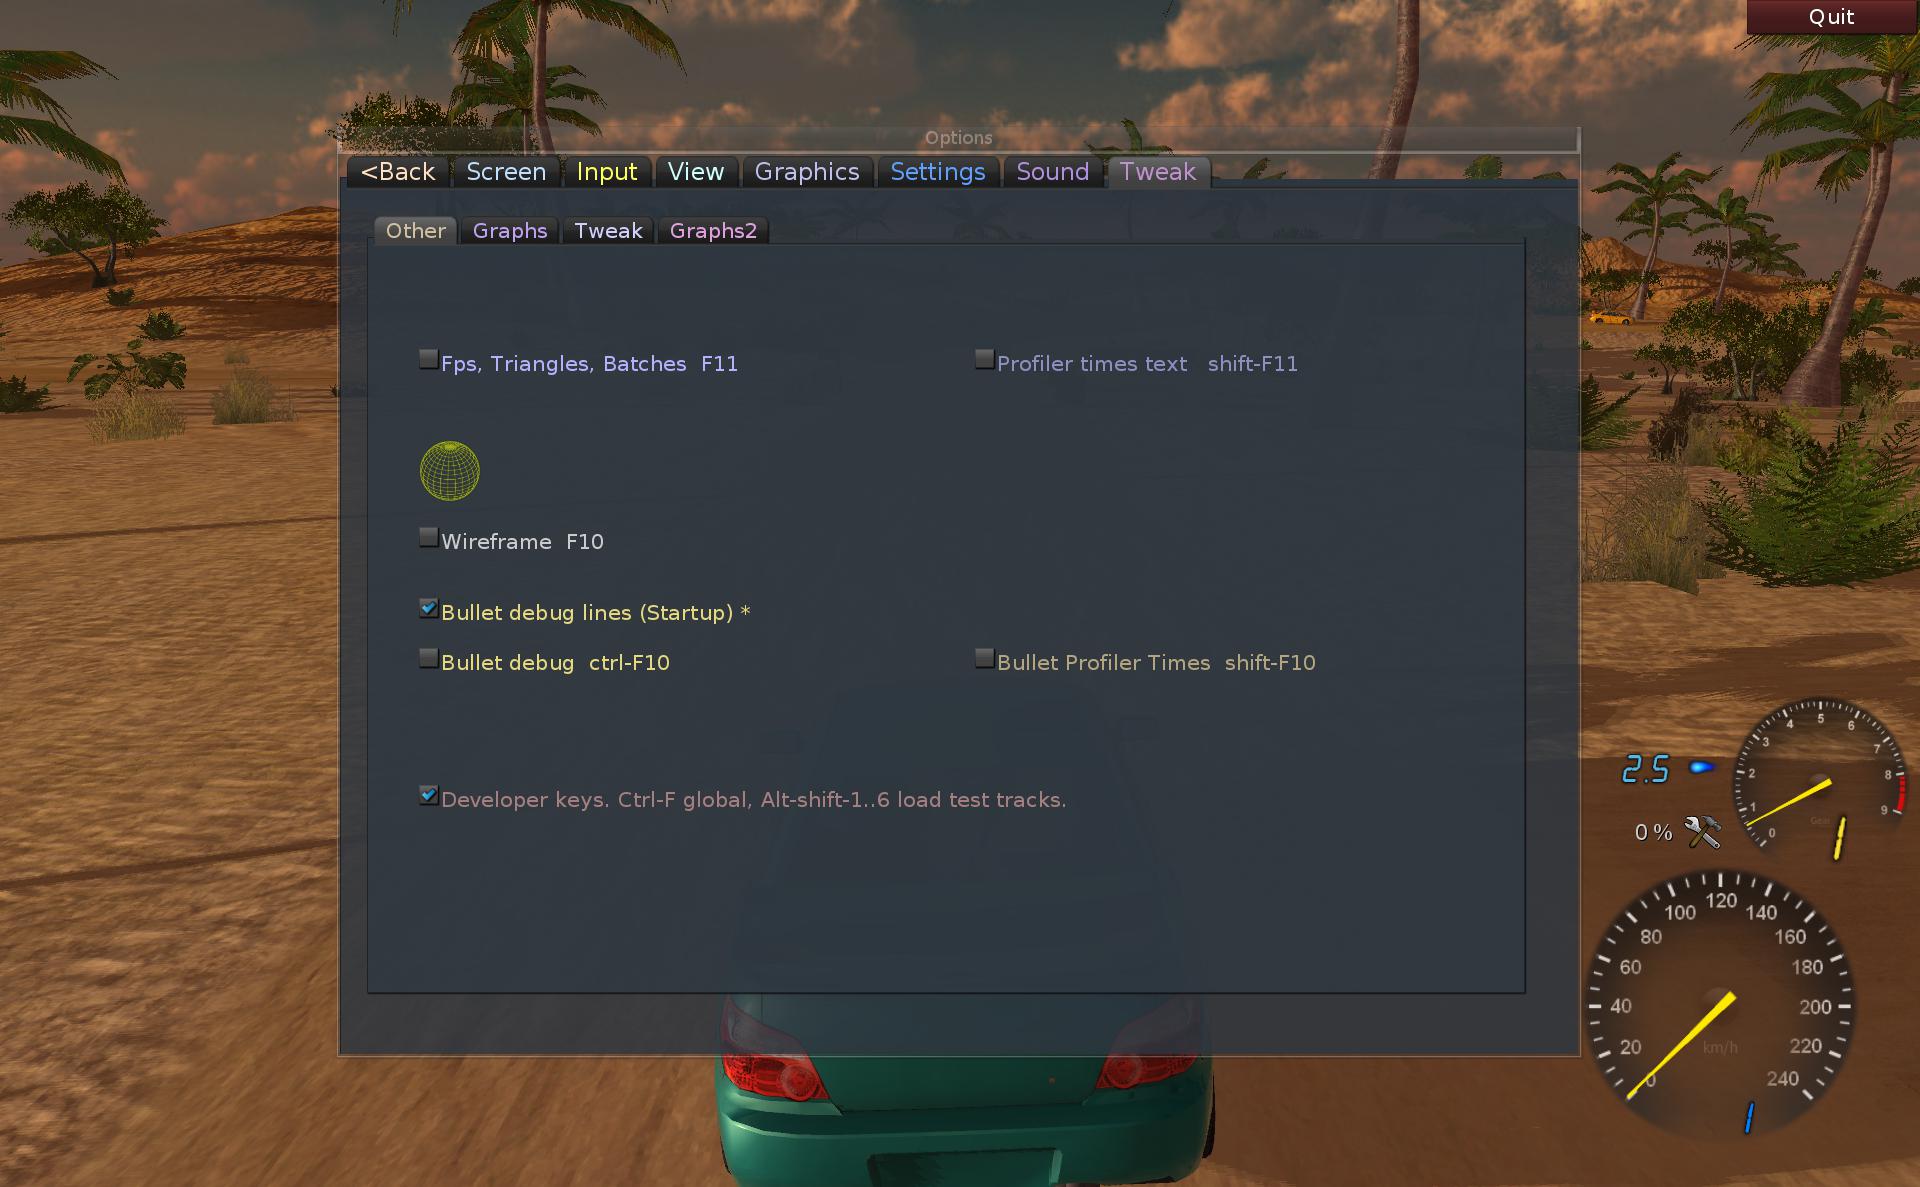 Quit
Options
<Back Screen Input View Graphics Settings Sound Tweak
Other Graphs Tweak Graphs2
Fps, Triangles, Batches F11
Profiler times text shift-F11
Wireframe F10
Bullet debug lines (Startup) *
Bullet debug ctrl-F10
Bullet Profiler Times shift-F10
Developer keys. Ctrl-F global, Alt-shift-1..6 load test tracks.
2.5
0 %
0 1 2 3 4 5 6 7 8 9
Gear
1
0 20 40 60 80 100 120 140 160 180 200 220 240
km/h
1